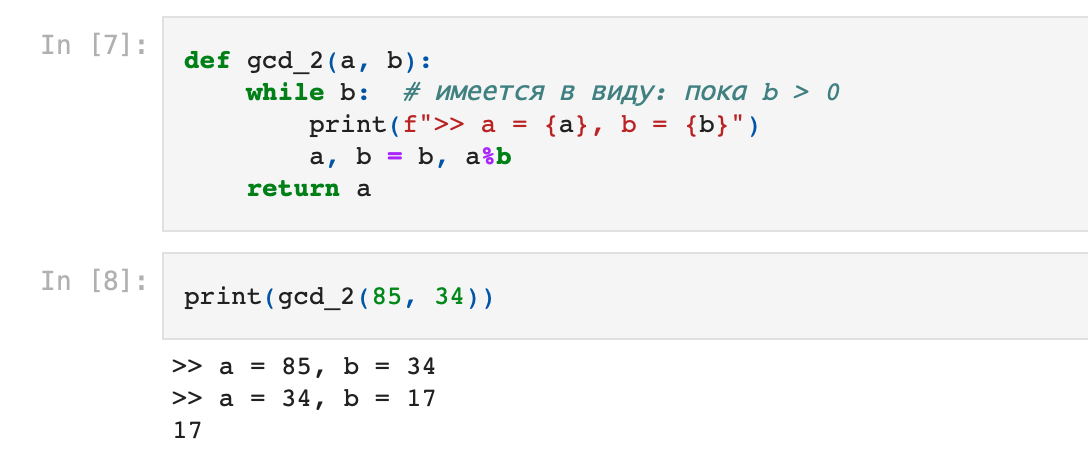 In [7]:
def gcd_2(a, b):
    while b:  # имеется в виду: пока b > 0
        print(f">> a = {a}, b = {b}")
        a, b = b, a%b
    return a
In [8]:
print(gcd_2(85, 34))
>> a = 85, b = 34
>> a = 34, b = 17
17